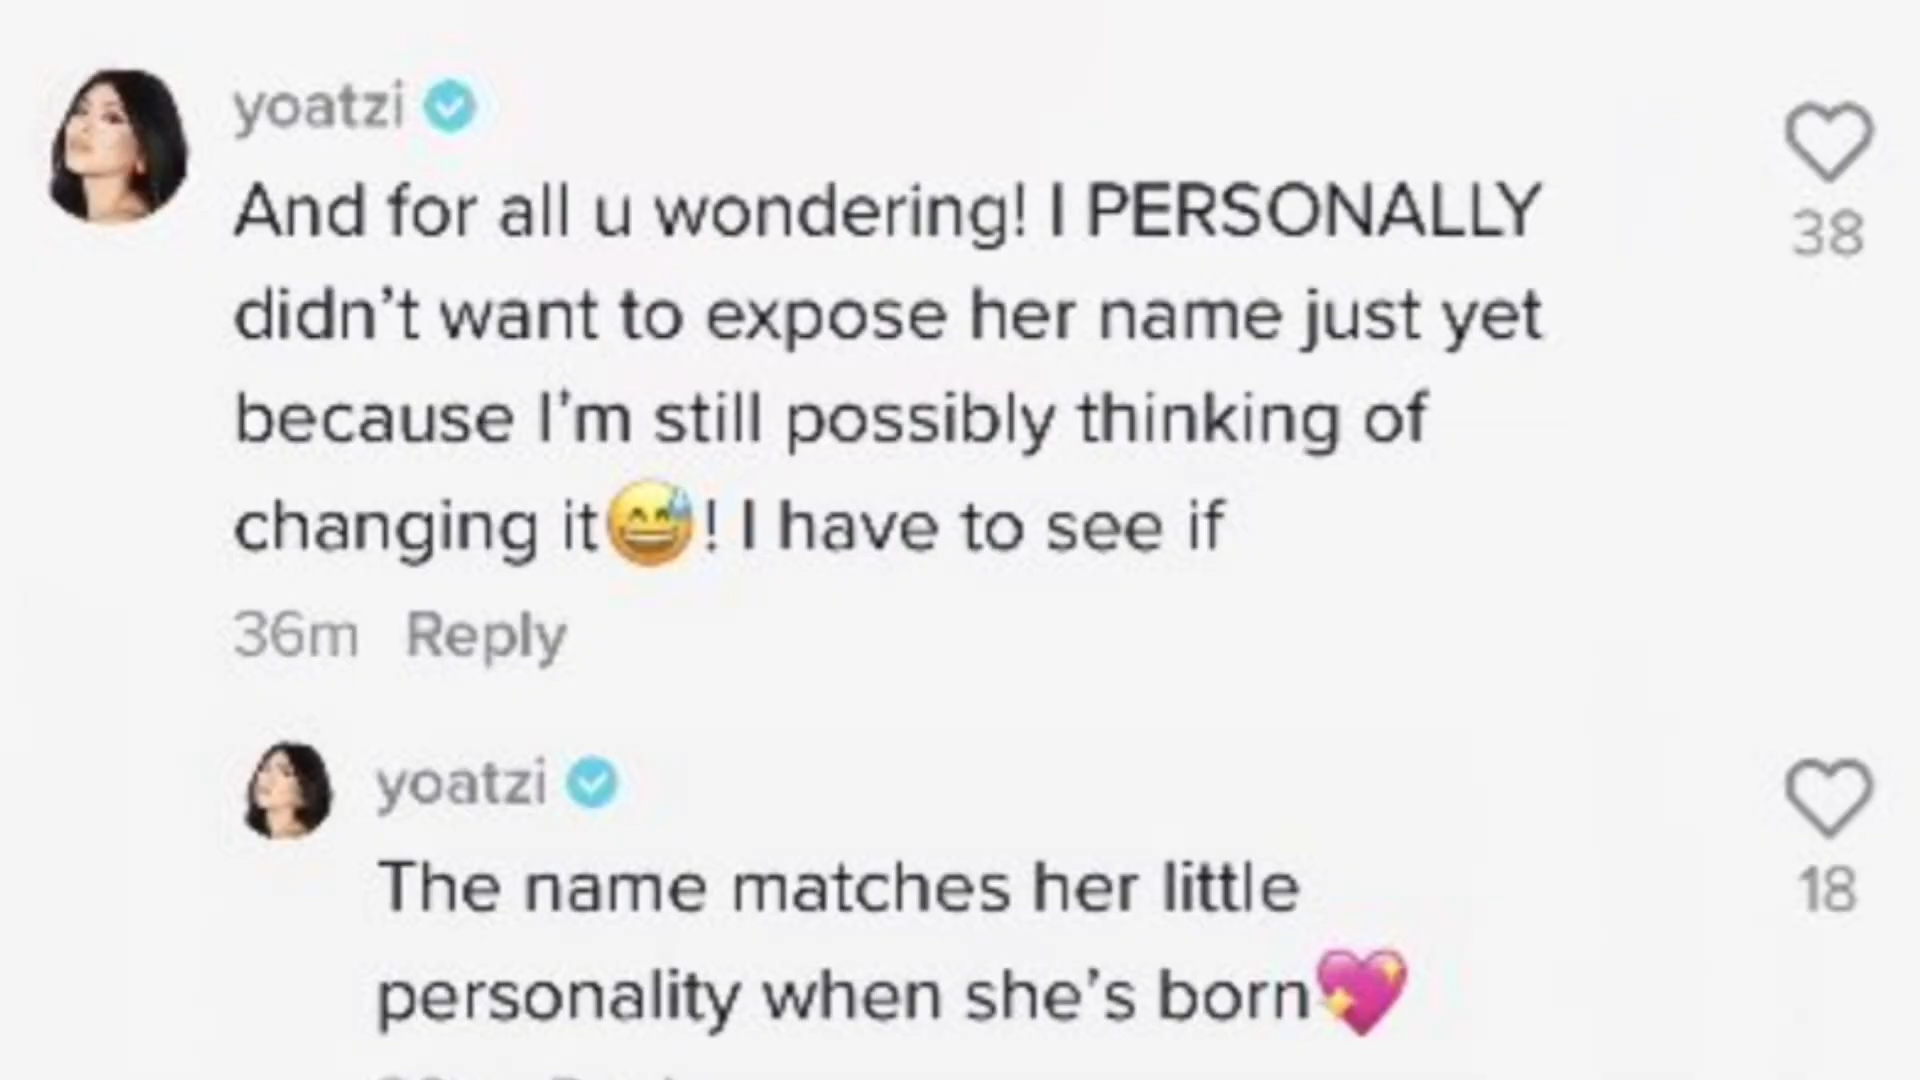 yoatzi
38
And for all u wondering! I PERSONALLY
didn't want to expose her name just yet
because I'm still possibly thinking of
changing it😅! I have to see if
36m Reply
yoatzi
18
The name matches her little
personality when she's born💖